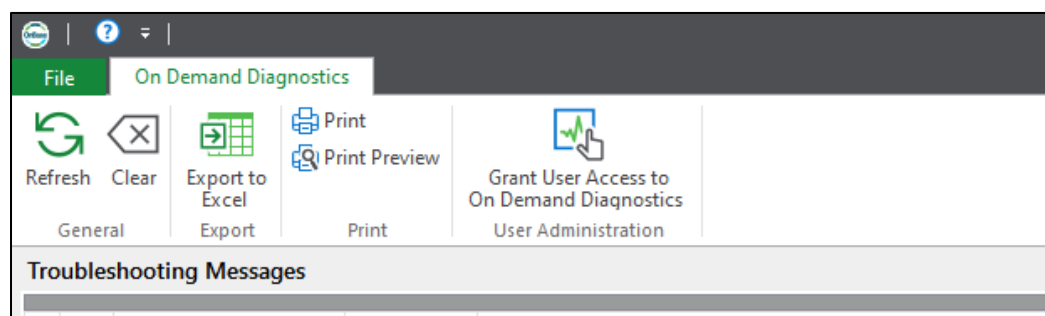 OnBase
?
File
On Demand Diagnostics
Refresh
Clear
Export to
Excel
Print
Print Preview
Grant User Access to
On Demand Diagnostics
General
Export
Print
User Administration
Troubleshooting Messages